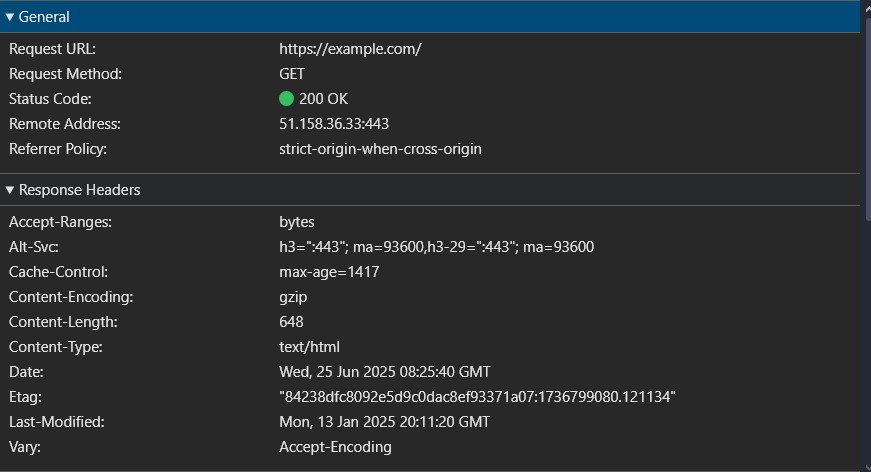 General
Request URL: https://example.com/
Request Method: GET
Status Code: 200 OK
Remote Address: 51.158.36.33:443
Referrer Policy: strict-origin-when-cross-origin
Response Headers
Accept-Ranges: bytes
Alt-Svc: h3=":443"; ma=93600,h3-29=":443"; ma=93600
Cache-Control: max-age=1417
Content-Encoding: gzip
Content-Length: 648
Content-Type: text/html
Date: Wed, 25 Jun 2025 08:25:40 GMT
Etag: "84238dfc8092e5d9c0dac8ef93371a07:1736799080.121134"
Last-Modified: Mon, 13 Jan 2025 20:11:20 GMT
Vary: Accept-Encoding